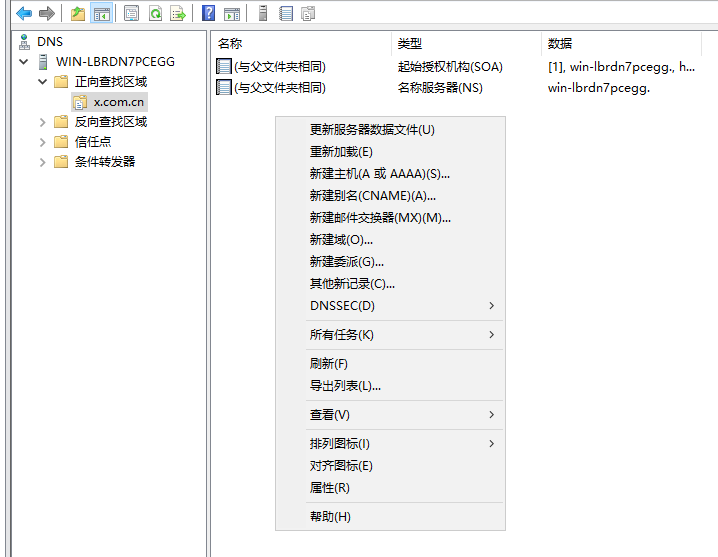 DNS
WIN-LBRDN7PCEGG
正向查找区域
x.com.cn
反向查找区域
信任点
条件转发器
名称 类型 数据
(与父文件夹相同) 起始授权机构(SOA) [1], win-lbrdn7pcegg., h...
(与父文件夹相同) 名称服务器(NS) win-lbrdn7pcegg.
更新服务器数据文件(U)
重新加载(E)
新建主机(A 或 AAAA)(S)...
新建别名(CNAME)(A)...
新建邮件交换器(MX)(M)...
新建域(O)...
新建委派(G)...
其他新记录(C)...
DNSSEC(D)
所有任务(K)
刷新(F)
导出列表(L)...
查看(V)
排列图标(I)
对齐图标(E)
属性(R)
帮助(H)